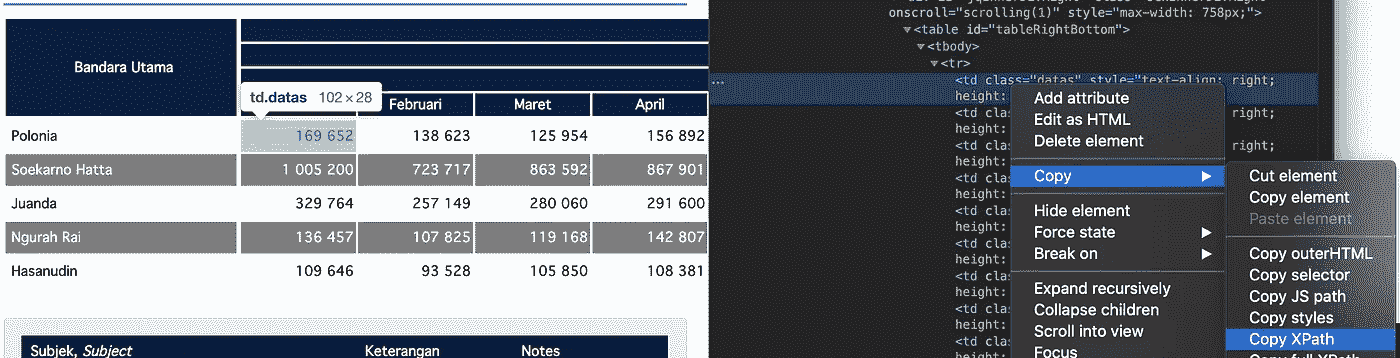 Bandara Utama
td.datas 102 × 28
Februari Maret April
Polonia 169 652 138 623 125 954 156 892
Soekarno Hatta 1 005 200 723 717 863 592 867 901
Juanda 329 764 257 149 280 060 291 600
Ngurah Rai 136 457 107 825 119 168 142 807
Hasanudin 109 646 93 528 105 850 108 381
Subjek, Subject Keterangan Notes
onscroll="scrolling(1)" style="max-width: 758px;">
▼<table id="tableRightBottom">
▼<tbody>
▼<tr>
… <td class="datas" style="text-align: right;
height:
<td clas right;
height:
<td clas right;
height:
<td clas
height:
<td clas
height:
<td clas
height:
<td clas
height:
<td clas
height:
<td clas
height:
Add attribute
Edit as HTML
Delete element
Copy ▶
Hide element
Force state ▶
Break on ▶
Expand recursively
Collapse children
Scroll into view
Focus
Cut element
Copy element
Paste element
Copy outerHTML
Copy selector
Copy JS path
Copy styles
Copy XPath
Copy full XPath